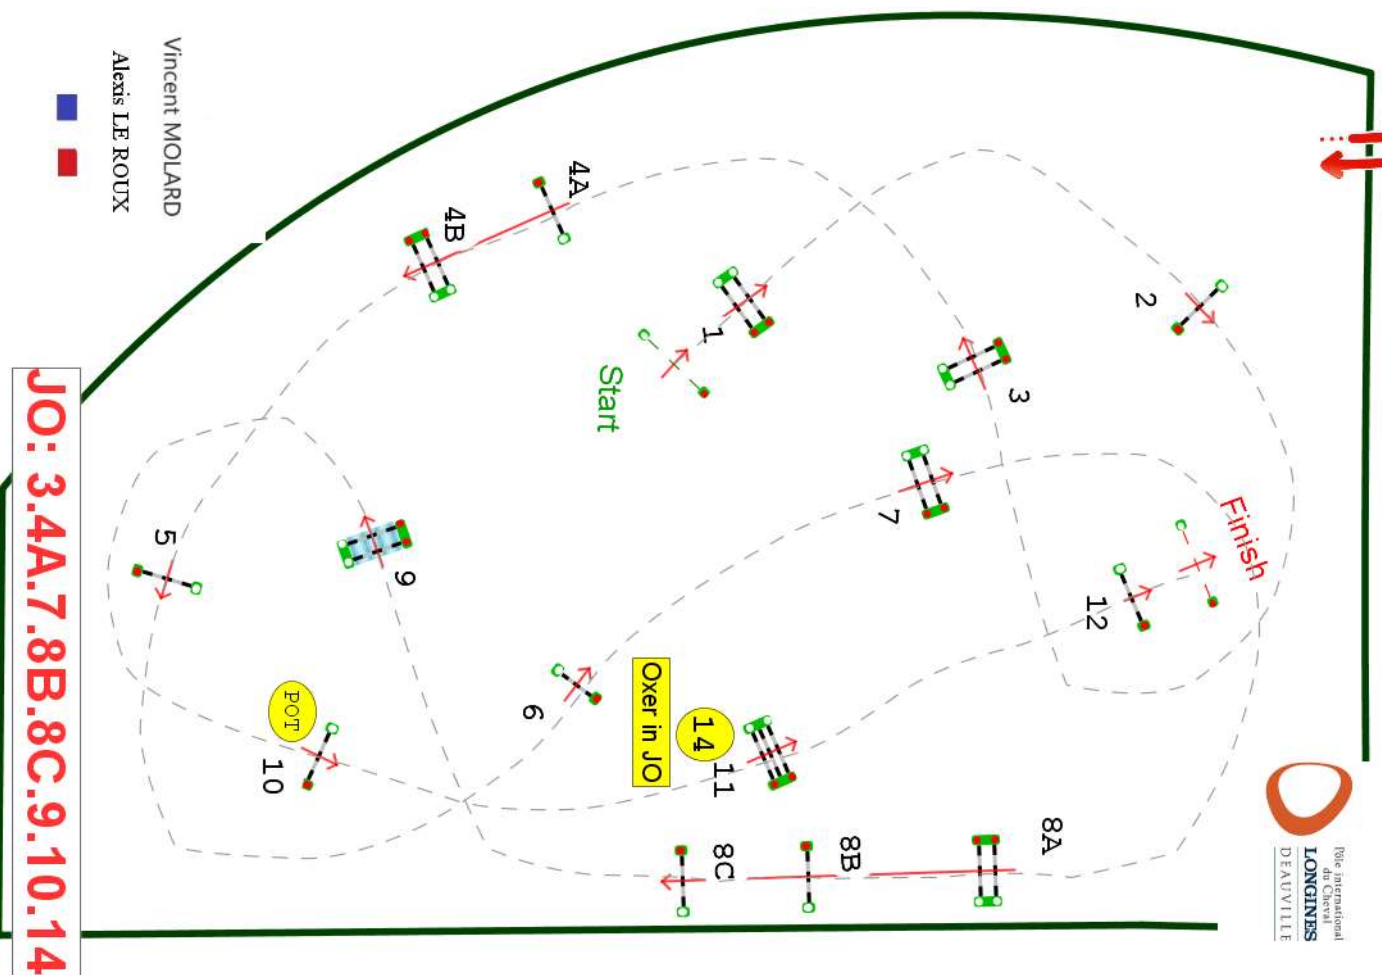 Vincent MOLARD
Alexis LE ROUX
4A
4B
1
2
3
Start
5
9
7
Finish
12
POT
10
6
Oxer in JO
14
11
8A
8B
8C
JO: 3.4A.7.8B.8C.9.10.14
Pôle international
du Cheval
LONGINES
DEAUVILLE